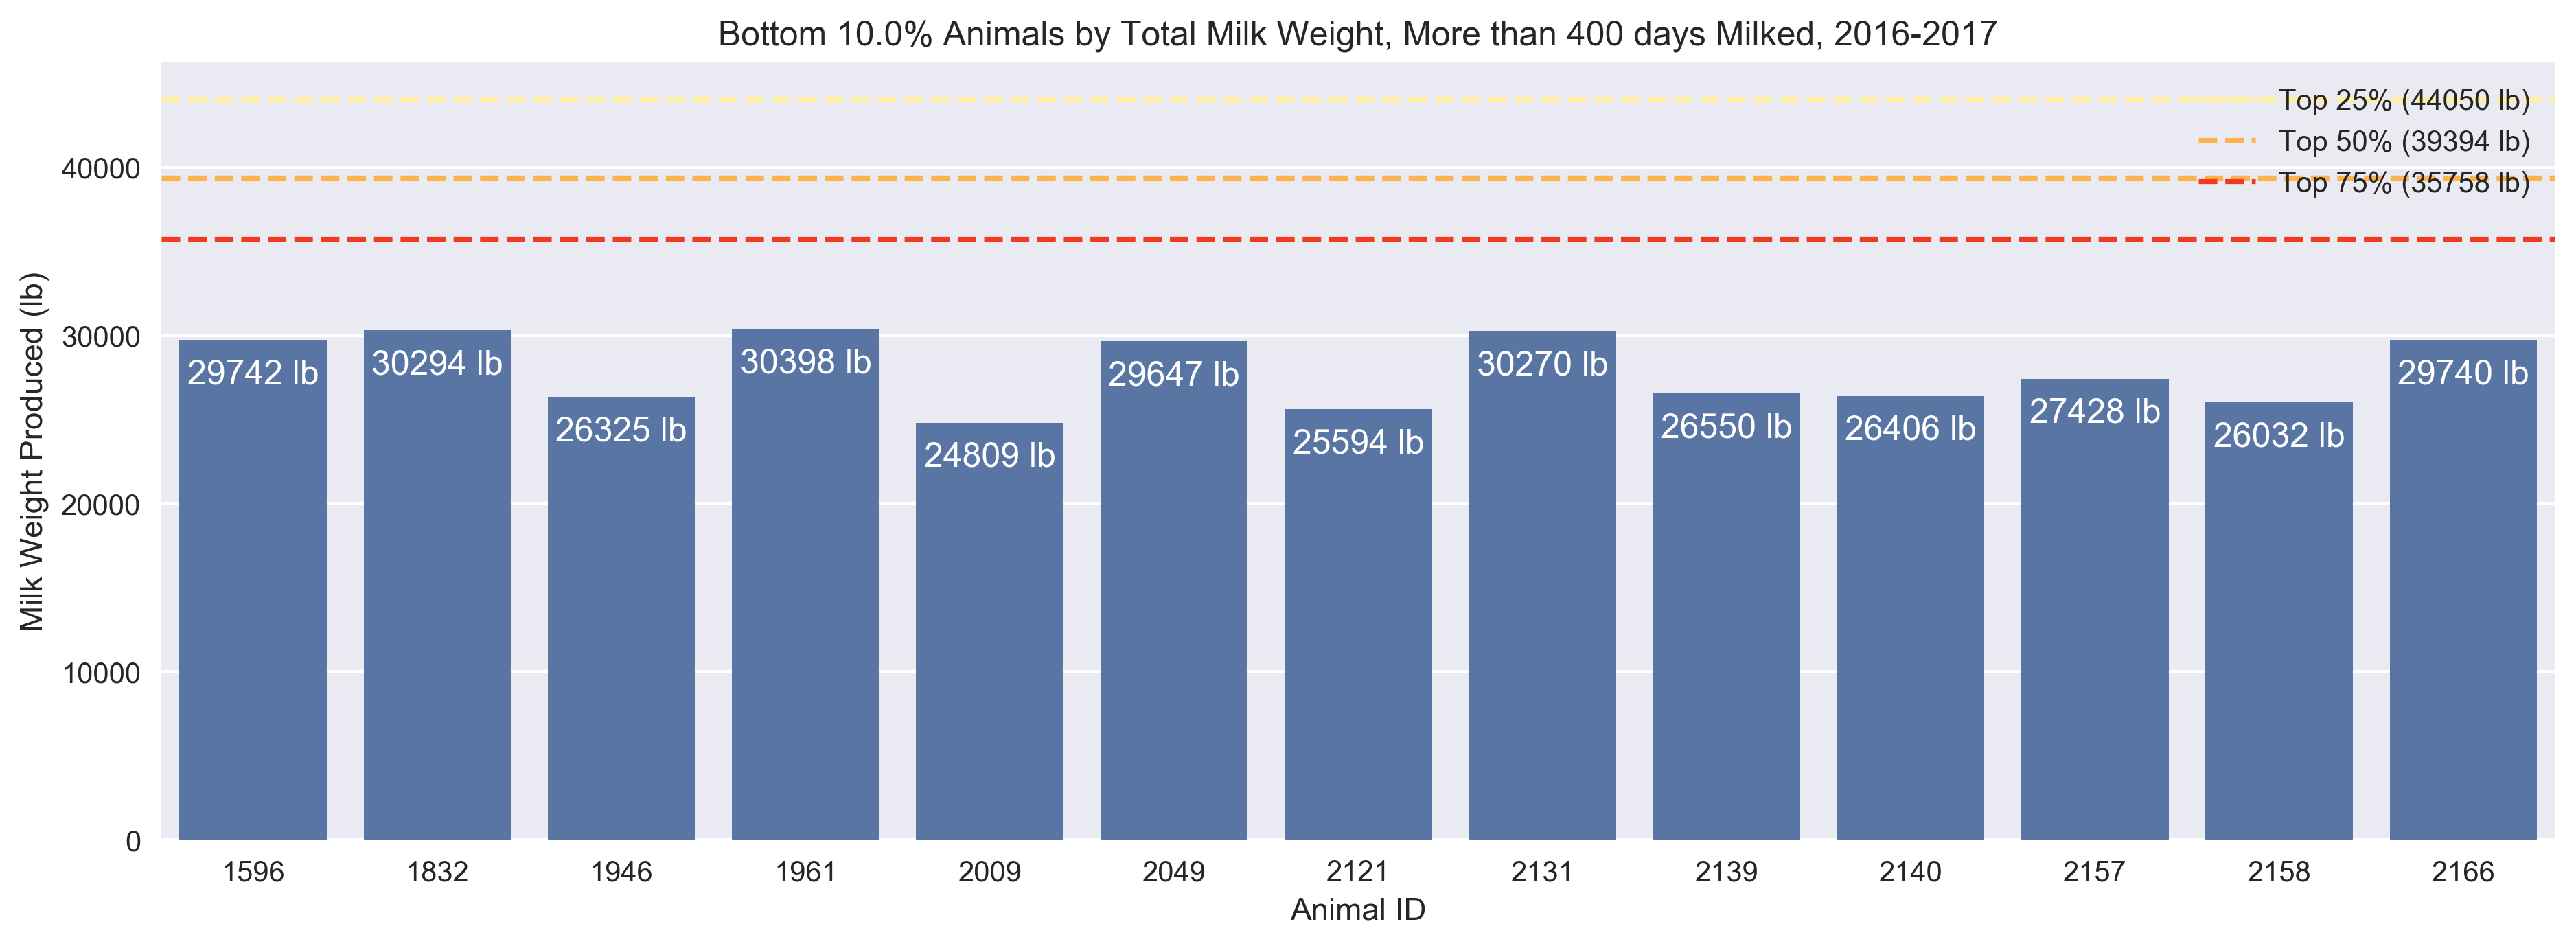 Bottom 10.0% Animals by Total Milk Weight, More than 400 days Milked, 2016-2017
Top 25% (44050 lb)
Top 50% (39394 lb)
Top 75% (35758 lb)
Milk Weight Produced (lb)
40000
30000
20000
10000
0
29742 lb
30294 lb
26325 lb
30398 lb
24809 lb
29647 lb
25594 lb
30270 lb
26550 lb
26406 lb
27428 lb
26032 lb
29740 lb
1596 1832 1946 1961 2009 2049 2121 2131 2139 2140 2157 2158 2166
Animal ID